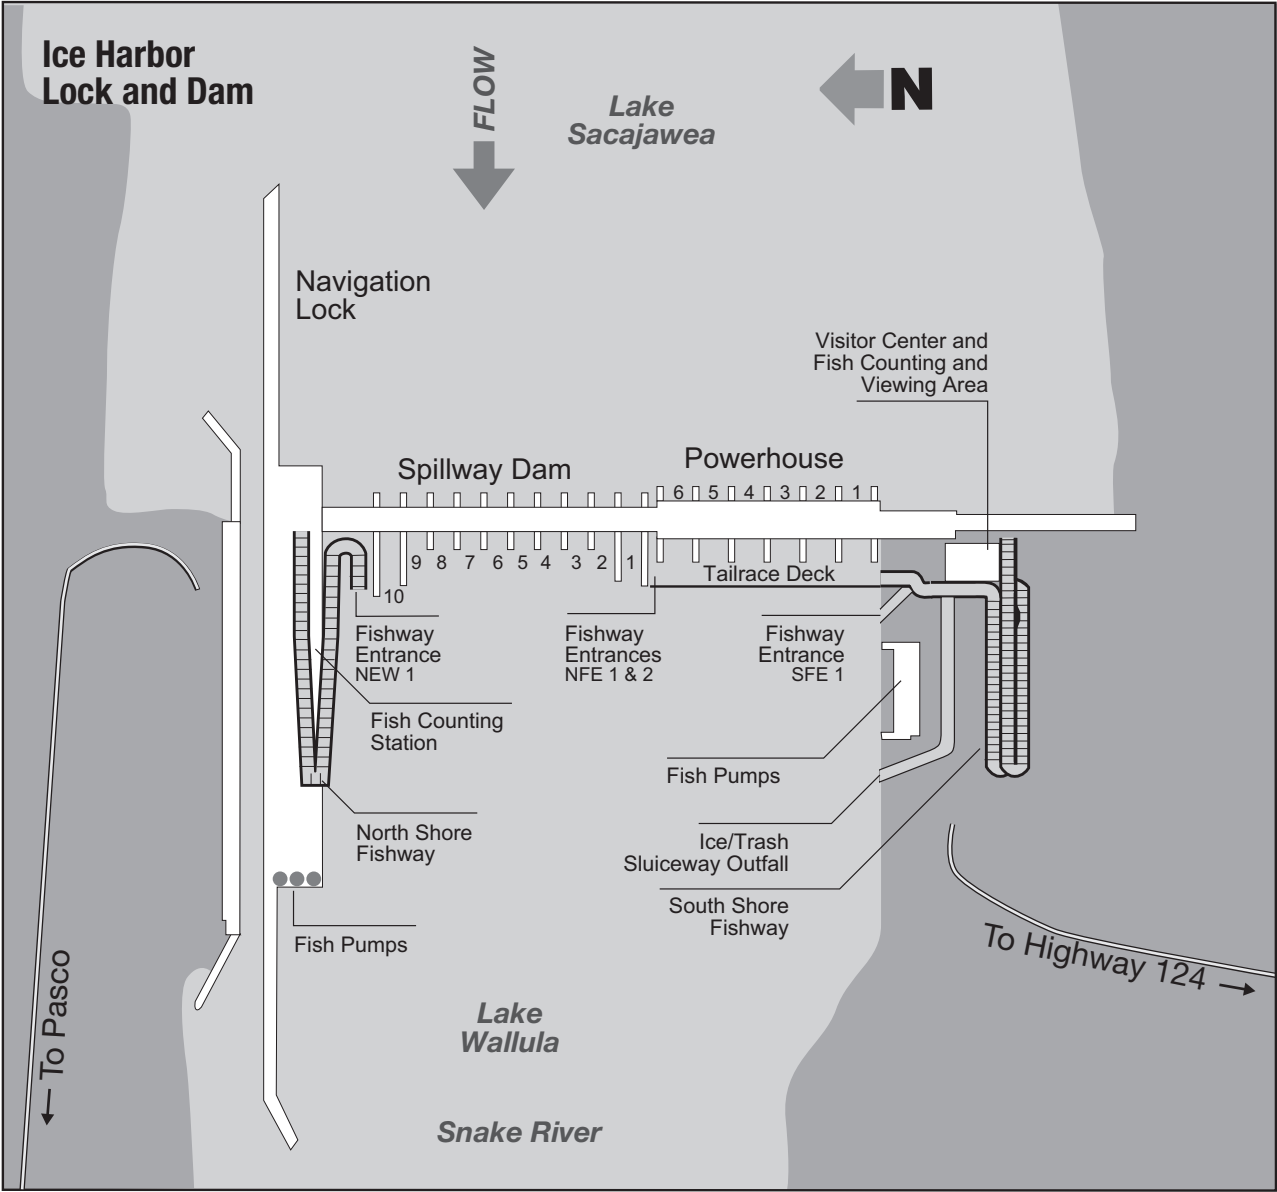 Ice Harbor
Lock and Dam
FLOW
Lake
Sacajawea
N
Navigation
Lock
Visitor Center and
Fish Counting and
Viewing Area
Spillway Dam
Powerhouse
6 5 4 3 2 1
10 9 8 7 6 5 4 3 2 1
Tailrace Deck
Fishway
Entrance
NEW 1
Fishway
Entrances
NFE 1 & 2
Fishway
Entrance
SFE 1
Fish Counting
Station
Fish Pumps
North Shore
Fishway
Ice/Trash
Sluiceway Outfall
South Shore
Fishway
Fish Pumps
To Highway 124
To Pasco
Lake
Wallula
Snake River